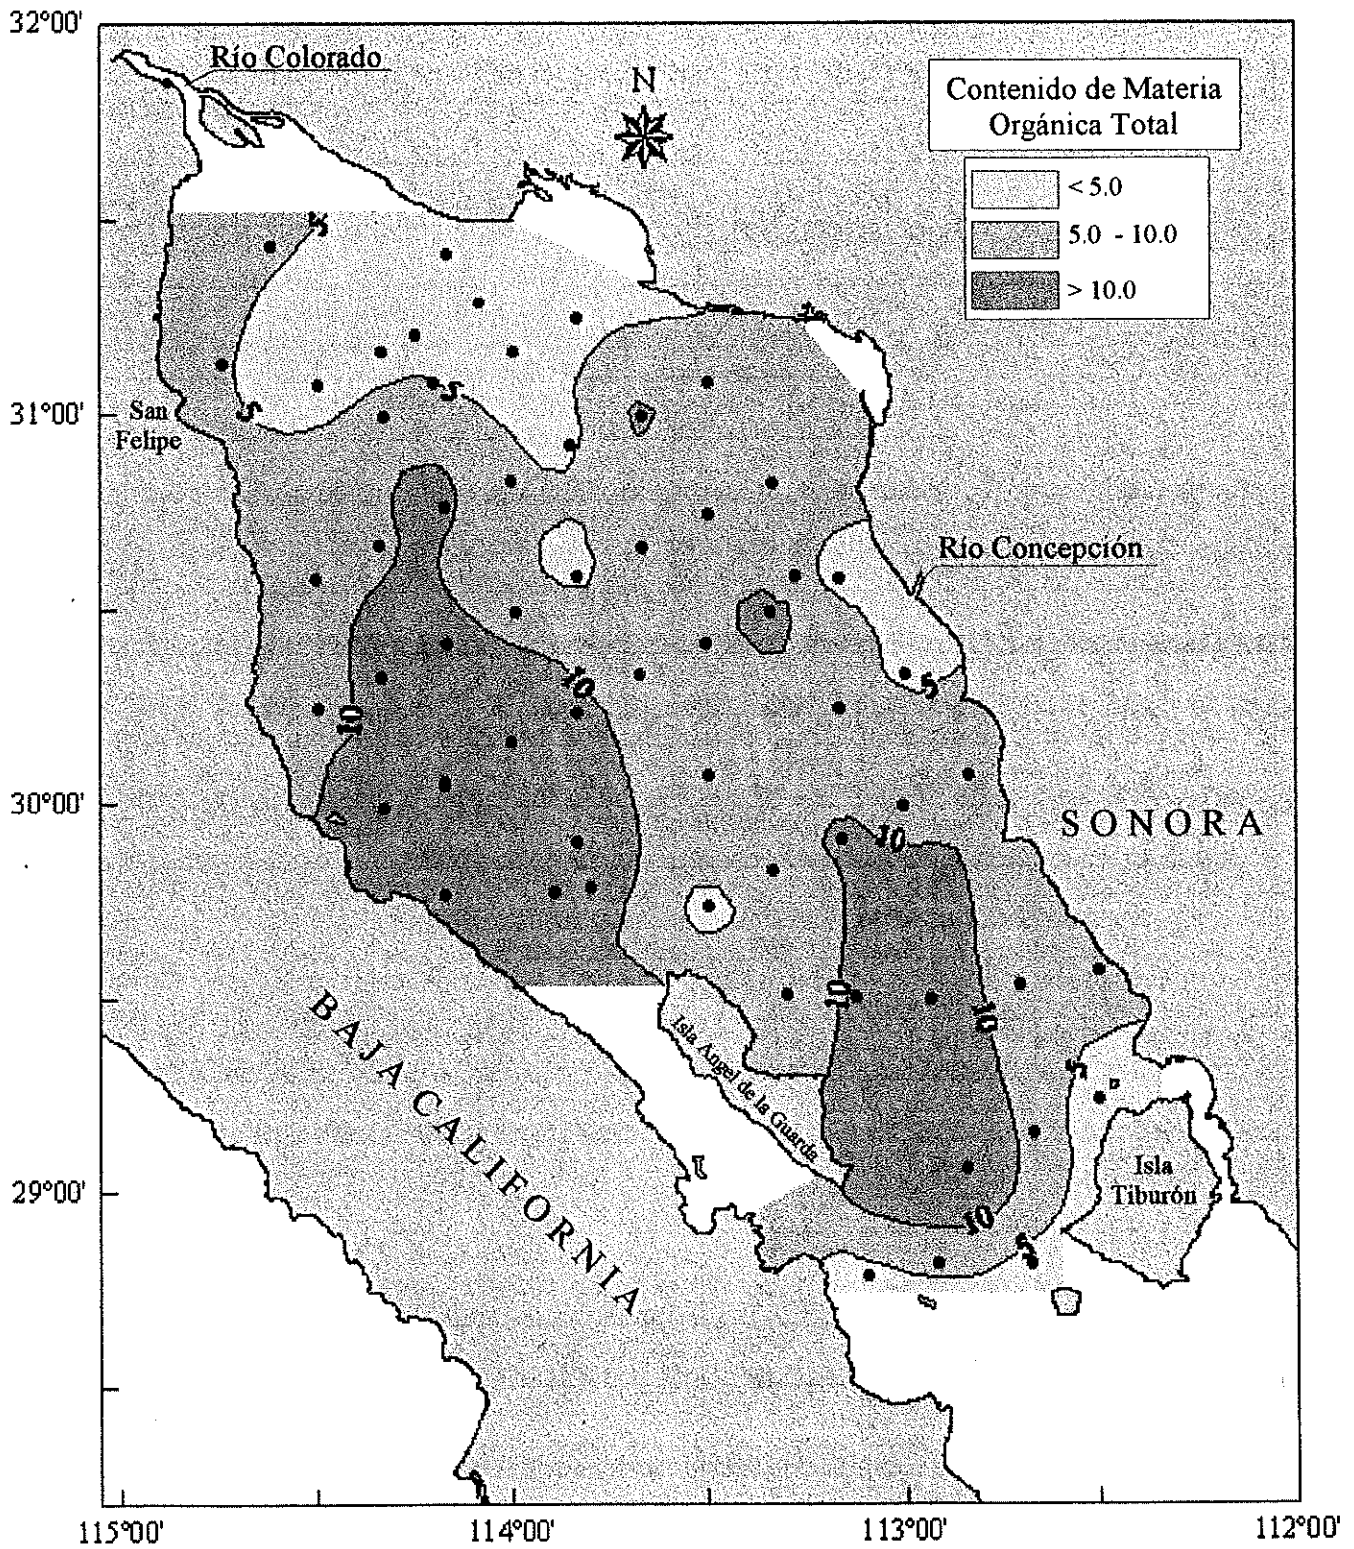 32°00'
Río Colorado
N
Contenido de Materia
Orgánica Total
< 5.0
5.0 - 10.0
> 10.0
5
31°00'
San
Felipe
5
5
Río Concepción
10
10
5
30°00'
SONORA
10
10
10
BAJA CALIFORNIA
Isla Angel de la Guarda
5
29°00'
Isla
Tiburón
10
5
115°00'
114°00'
113°00'
112°00'